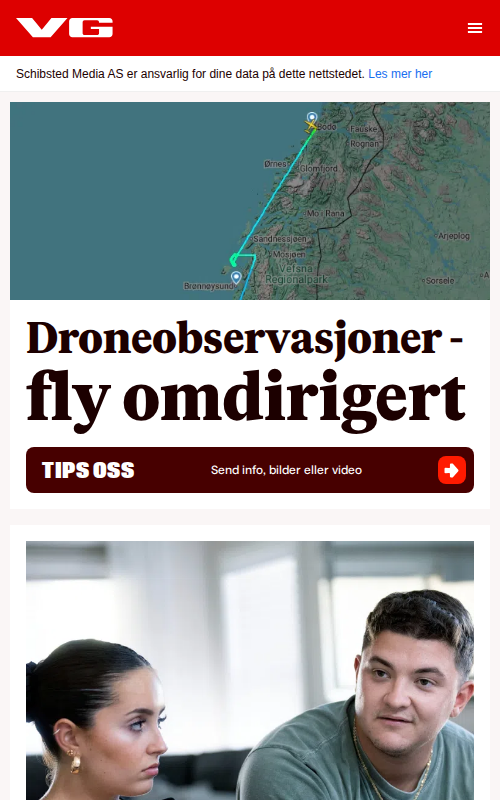 VG
Schibsted Media AS er ansvarlig for dine data på dette nettstedet. Les mer her
Bodø
Fauske
Rognan
Ørnes
Glomfjord
Mo i Rana
Arjeplog
Sandnessjøen
Mosjøen
Vefsna
Regionalpark
Sorsele
Brønnøysund
Droneobservasjoner -
fly omdirigert
TIPS OSS
Send info, bilder eller video